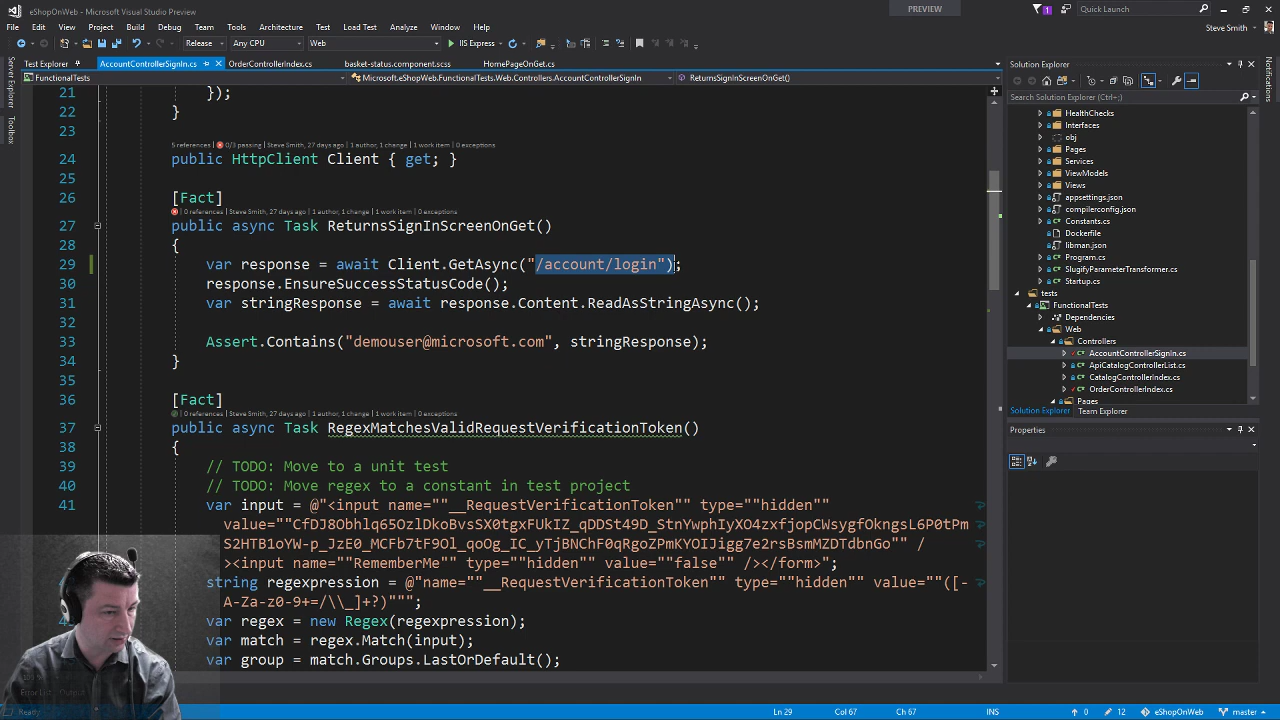 eShopOnWeb - Microsoft Visual Studio Preview
PREVIEW
1
Quick Launch
File Edit View Project Build Debug Team Tools Architecture Test Load Test Analyze Window Help
Steve Smith
Release Any CPU Web IIS Express
Test Explorer AccountControllerSignIn.cs OrderControllerIndex.cs basket-status.component.scss HomePageOnGet.cs
FunctionalTests Microsoft.eShopWeb.FunctionalTests.Web.Controllers.AccountControllerSignIn ReturnsSignInScreenOnGet()
Server Explorer
Toolbox
Notifications
21 });
22 }
23
5 references | 0/3 passing | Steve Smith, 27 days ago | 1 author, 1 change | 1 work item | 0 exceptions
24 public HttpClient Client { get; }
25
26 [Fact]
0 references | Steve Smith, 27 days ago | 1 author, 1 change | 1 work item | 0 exceptions
27 public async Task ReturnsSignInScreenOnGet()
28 {
29 var response = await Client.GetAsync("/account/login");
30 response.EnsureSuccessStatusCode();
31 var stringResponse = await response.Content.ReadAsStringAsync();
32
33 Assert.Contains("demouser@microsoft.com", stringResponse);
34 }
35
36 [Fact]
0 references | Steve Smith, 27 days ago | 1 author, 1 change | 1 work item | 0 exceptions
37 public async Task RegexMatchesValidRequestVerificationToken()
38 {
39 // TODO: Move to a unit test
40 // TODO: Move regex to a constant in test project
41 var input = @"<input name=""__RequestVerificationToken"" type=""hidden""
value=""CfDJ8Obhlq65OzlDkoBvsSX0tgxFUkIZ_qDDSt49D_StnYwphIyXO4zxfjopCWsygfOkngsL6P0tPm
S2HTB1oYW-p_JzE0_MCFb7tF9Ol_qoOg_IC_yTjBNChF0qRgoZPmKYOIJigg7e2rsBsmMZDTdbnGo"" /
><input name=""RememberMe"" type=""hidden"" value=""false"" /></form>";
string regexpression = @"name=""__RequestVerificationToken"" type=""hidden"" value=""([-
A-Za-z0-9+=/\\_]+?)""";
var regex = new Regex(regexpression);
var match = regex.Match(input);
var group = match.Groups.LastOrDefault();
Solution Explorer
Search Solution Explorer (Ctrl+;)
HealthChecks
Interfaces
obj
Pages
Services
ViewModels
Views
appsettings.json
compilerconfig.json
Constants.cs
Dockerfile
libman.json
Program.cs
SlugifyParameterTransformer.cs
Startup.cs
tests
FunctionalTests
Dependencies
Web
Controllers
AccountControllerSignIn.cs
ApiCatalogControllerList.cs
CatalogControllerIndex.cs
OrderControllerIndex.cs
Pages
Solution Explorer Team Explorer
Properties
Error List Output
Ready Ln 29 Col 67 Ch 67 INS 0 12 eShopOnWeb master